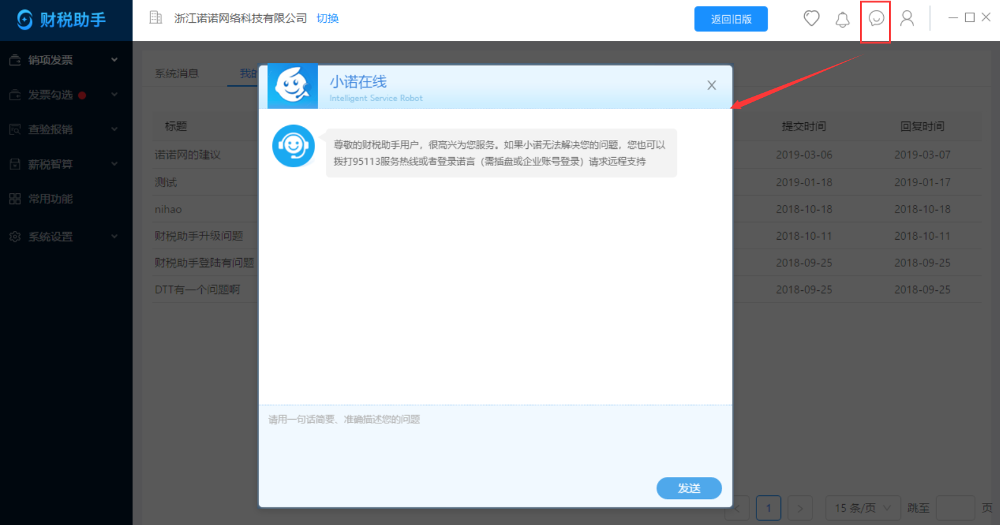 财税助手
浙江诺诺网络科技有限公司 切换
返回旧版
销项发票
发票勾选
查验报销
薪税智算
常用功能
系统设置
系统消息
我的
小诺在线
Intelligent Service Robot
尊敬的财税助手用户，很高兴为您服务。如果小诺无法解决您的问题，您也可以
拨打95113服务热线或者登录诺言（需插盘或企业账号登录）请求远程支持
标题 提交时间 回复时间
诺诺网的建议 2019-03-06 2019-03-07
测试 2019-01-18 2019-01-17
nihao 2018-10-18 2018-10-18
财税助手升级问题 2018-10-11 2018-10-11
财税助手登陆有问题 2018-09-25 2018-09-25
DTT有一个问题啊 2018-09-25 2018-09-25
请用一句话简要、准确描述您的问题
发送
< 1 > 15 条/页 跳至 页